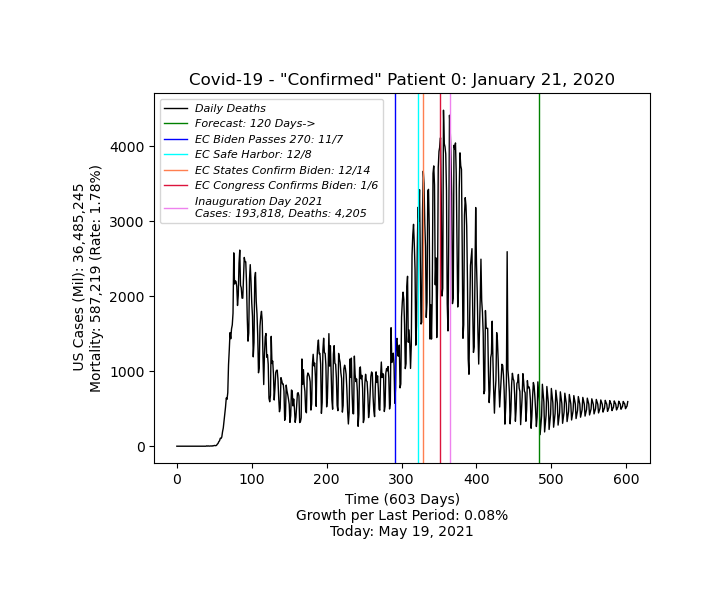 Covid-19 - "Confirmed" Patient 0: January 21, 2020
Daily Deaths
Forecast: 120 Days->
EC Biden Passes 270: 11/7
EC Safe Harbor: 12/8
EC States Confirm Biden: 12/14
EC Congress Confirms Biden: 1/6
Inauguration Day 2021
Cases: 193,818, Deaths: 4,205
US Cases (Mil): 36,485,245
Mortality: 587,219 (Rate: 1.78%)
4000
3000
2000
1000
0
0 100 200 300 400 500 600
Time (603 Days)
Growth per Last Period: 0.08%
Today: May 19, 2021